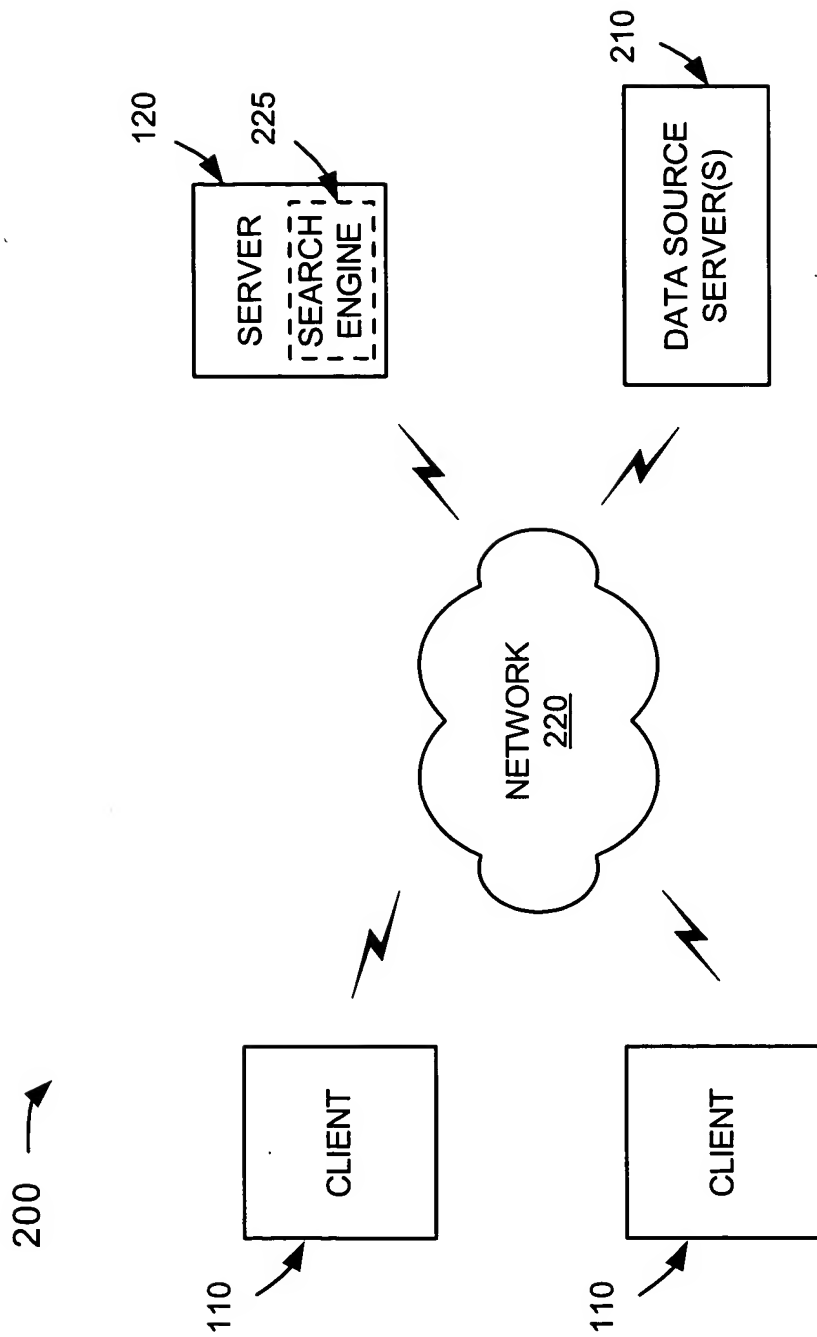 200
110
CLIENT
110
CLIENT
NETWORK
220
120
SERVER
225
SEARCH
ENGINE
210
DATA SOURCE
SERVER(S)